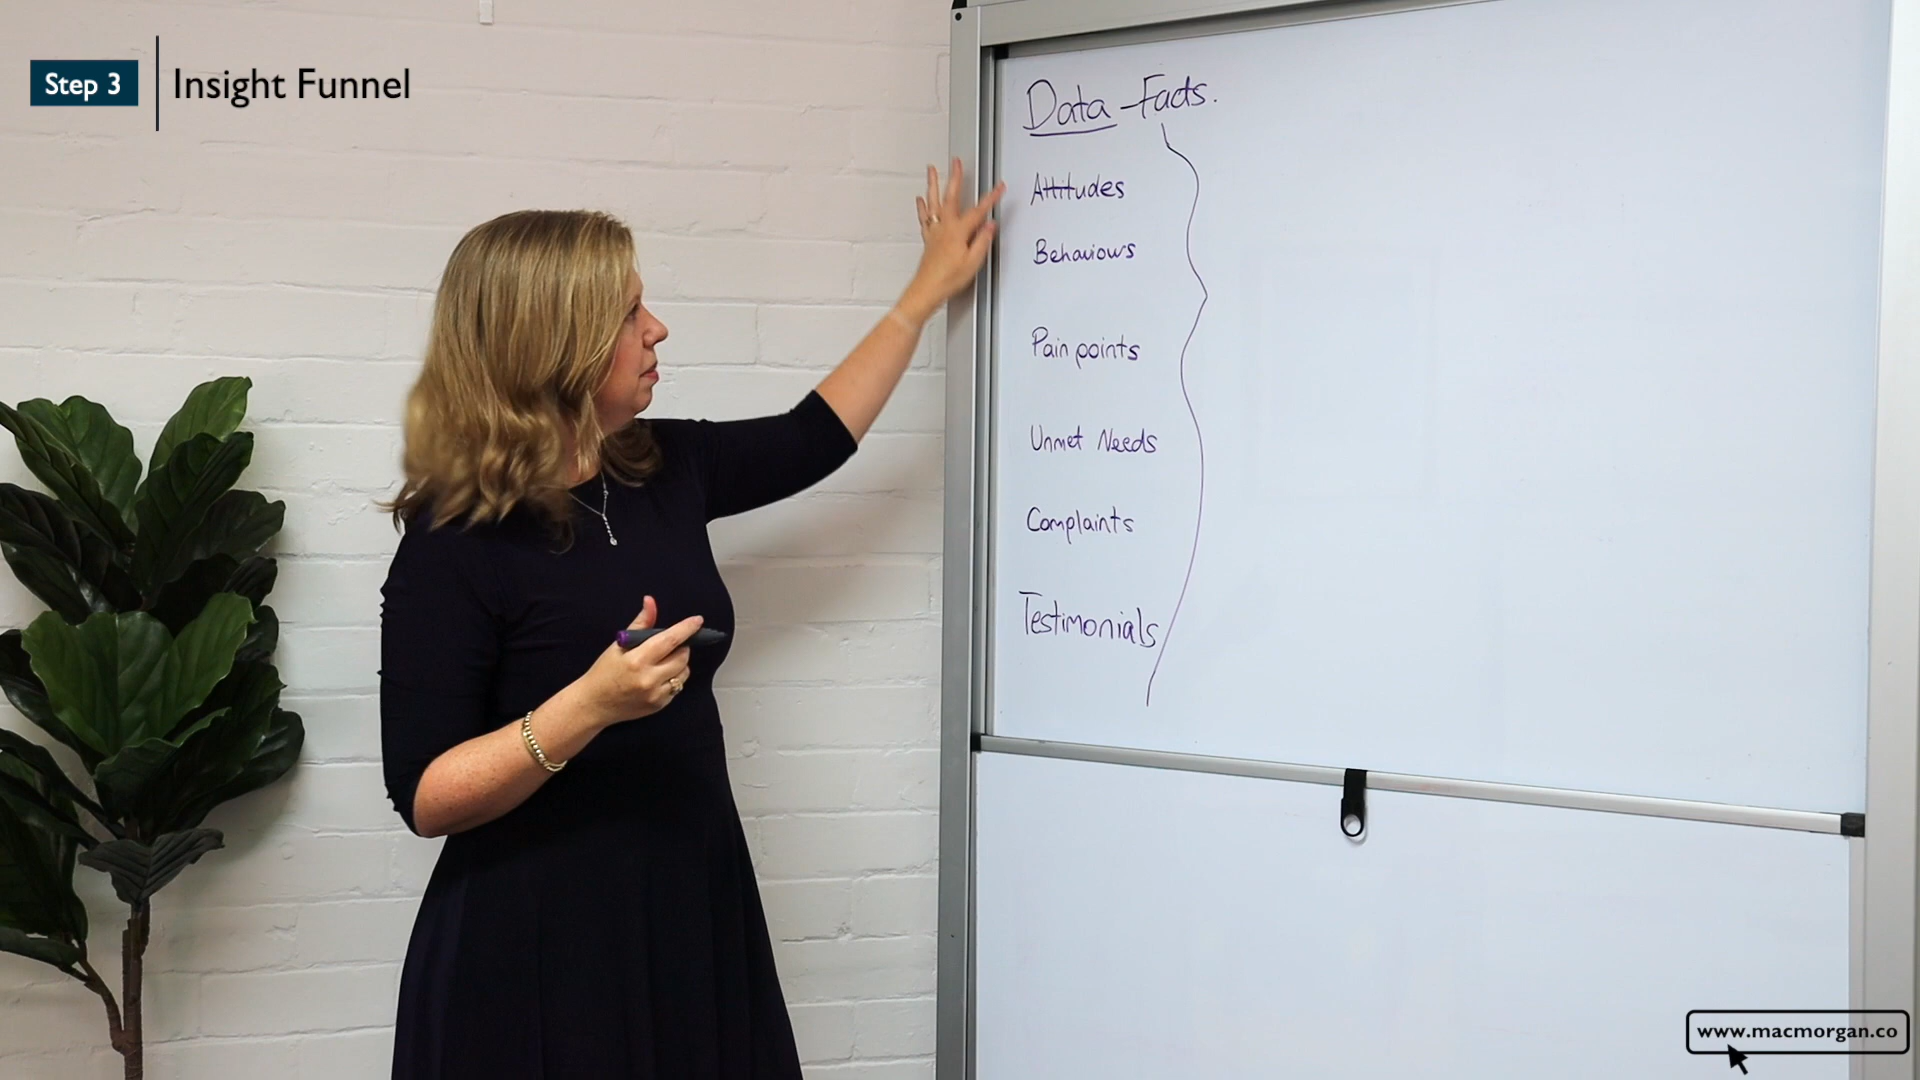 Step 3
Insight Funnel
Data - Facts.
Attitudes
Behaviours
Pain points
Unmet Needs
Complaints
Testimonials
www.macmorgan.co